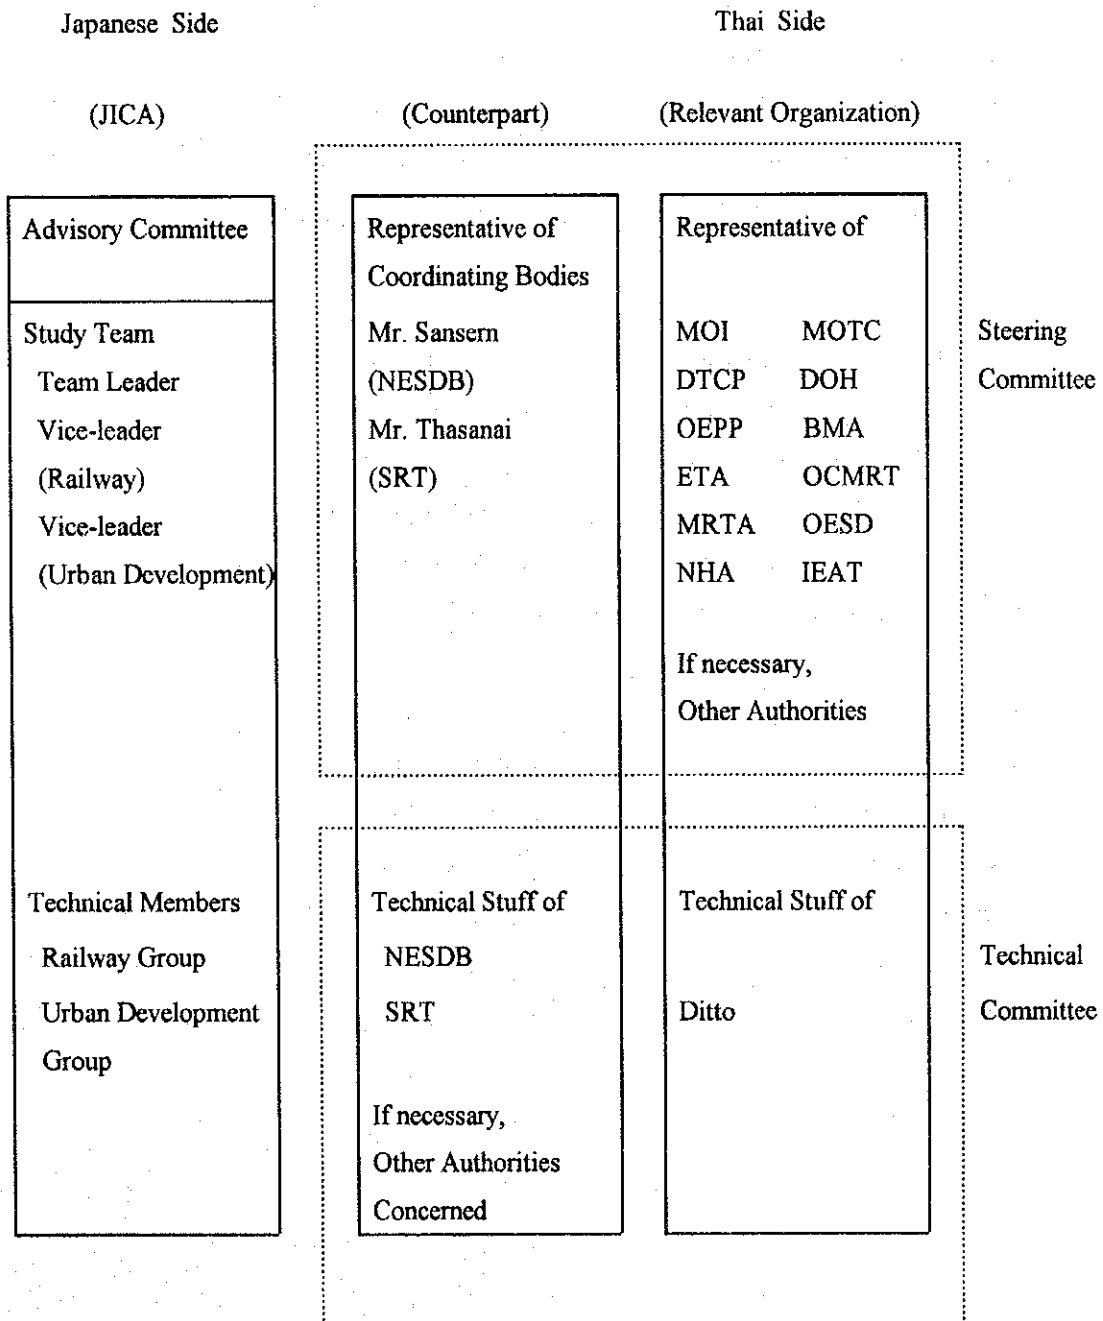 Japanese Side
Thai Side
(JICA)
(Counterpart)
(Relevant Organization)
Advisory Committee
Study Team
Team Leader
Vice-leader
(Railway)
Vice-leader
(Urban Development)
Technical Members
Railway Group
Urban Development
Group
Representative of
Coordinating Bodies
Mr. Sansern
(NESDB)
Mr. Thasanai
(SRT)
Technical Stuff of
NESDB
SRT
If necessary,
Other Authorities
Concerned
Representative of
MOI MOTC
DTCP DOH
OEPP BMA
ETA OCMRT
MRTA OESD
NHA IEAT
If necessary,
Other Authorities
Technical Stuff of
Ditto
Steering
Committee
Technical
Committee